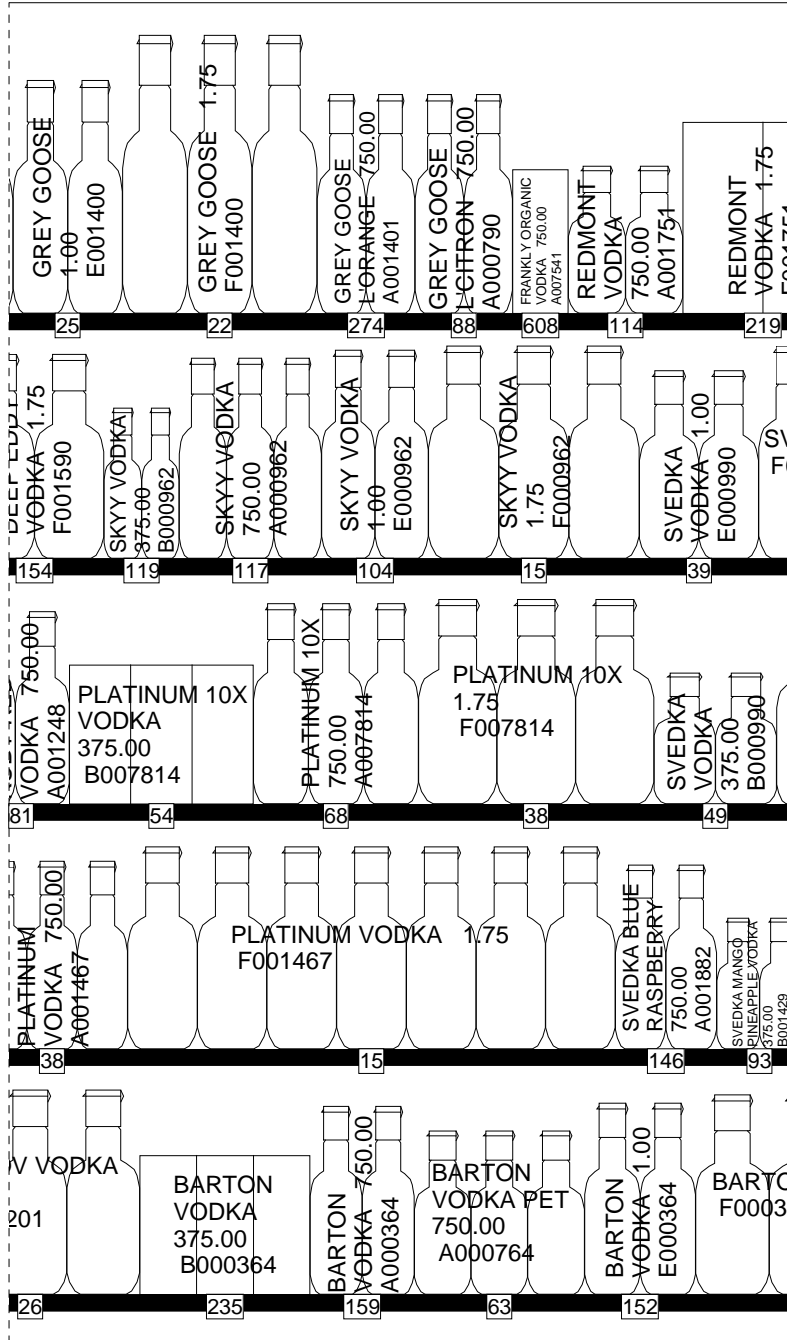 GREY GOOSE
1.00
E001400
GREY GOOSE 1.75
F001400
GREY GOOSE
L'ORANGE 750.00
A001401
GREY GOOSE
L CITRON 750.00
A000790
FRANKLY ORGANIC
VODKA 750.00
A007541
REDMONT
VODKA
750.00
A001751
REDMONT
VODKA 1.75
F001751
25
22
274
88
608
114
219
DEEP EDDY
VODKA 1.75
F001590
SKYY VODKA
375.00
B000962
SKYY VODKA
750.00
A000962
SKYY VODKA
1.00
E000962
SKYY VODKA
1.75
F000962
SVEDKA
VODKA 1.00
E000990
SV
F0
154
119
117
104
15
39
VODKA 750.00
A001248
PLATINUM 10X
VODKA
375.00
B007814
PLATINUM 10X
750.00
A007814
PLATINUM 10X
1.75
F007814
SVEDKA
VODKA
375.00
B000990
81
54
68
38
49
PLATINUM
VODKA 750.00
A001467
PLATINUM VODKA 1.75
F001467
SVEDKA BLUE
RASPBERRY
750.00
A001882
SVEDKA MANGO
PINEAPPLE VODKA
375.00
B001429
38
15
146
93
OV VODKA
201
BARTON
VODKA
375.00
B000364
BARTON
VODKA 750.00
A000364
BARTON
VODKA PET
750.00
A000764
BARTON
VODKA 1.00
E000364
BARTO
F0003
26
235
159
63
152